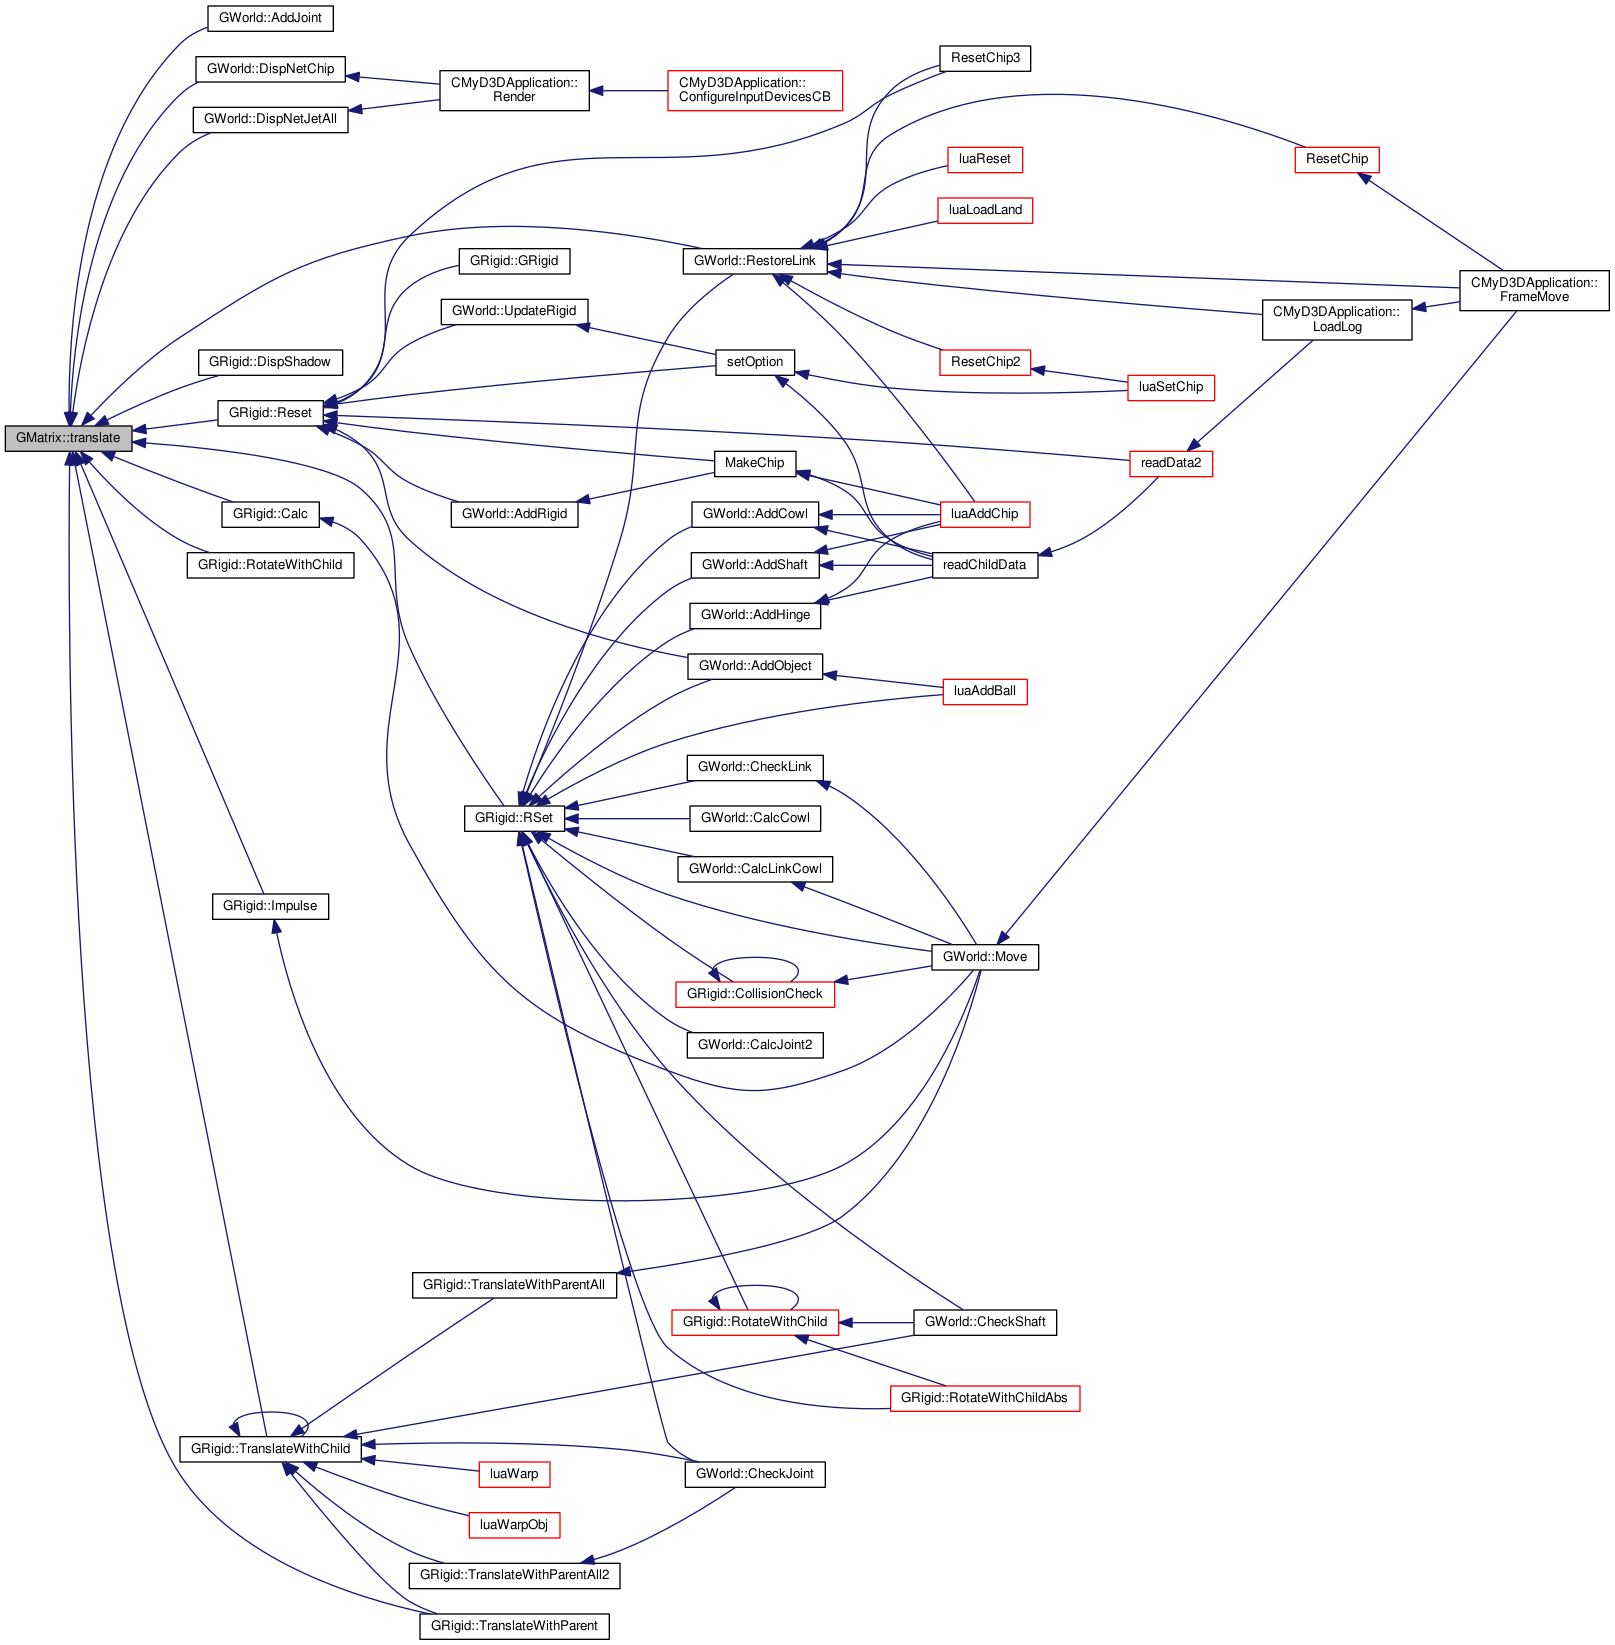 GWorld::AddJoint
GWorld::DispNetChip
GWorld::DispNetJetAll
CMyD3DApplication::
Render
CMyD3DApplication::
ConfigureInputDevicesCB
ResetChip3
luaReset
ResetChip
luaLoadLand
GRigid::GRigid
GWorld::RestoreLink
CMyD3DApplication::
FrameMove
GWorld::UpdateRigid
CMyD3DApplication::
LoadLog
GRigid::DispShadow
setOption
ResetChip2
luaSetChip
GRigid::Reset
GMatrix::translate
MakeChip
readData2
GRigid::Calc
GWorld::AddRigid
GWorld::AddCowl
luaAddChip
GRigid::RotateWithChild
GWorld::AddShaft
readChildData
GWorld::AddHinge
GWorld::AddObject
luaAddBall
GWorld::CheckLink
GRigid::RSet
GWorld::CalcCowl
GWorld::CalcLinkCowl
GRigid::Impulse
GWorld::Move
GRigid::CollisionCheck
GWorld::CalcJoint2
GRigid::TranslateWithParentAll
GRigid::RotateWithChild
GWorld::CheckShaft
GRigid::RotateWithChildAbs
GRigid::TranslateWithChild
luaWarp
GWorld::CheckJoint
luaWarpObj
GRigid::TranslateWithParentAll2
GRigid::TranslateWithParent